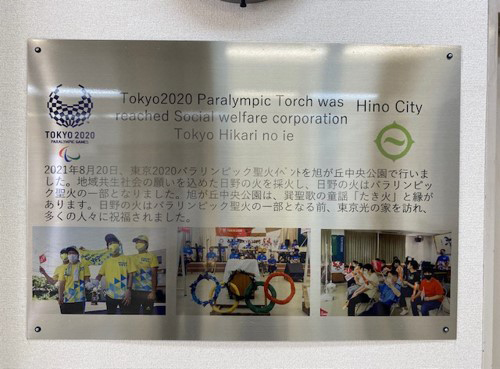 Tokyo2020 Paralympic Torch was
reached Social welfare corporation
Tokyo Hikari no ie
Hino City
TOKYO 2020
PARALYMPIC GAMES
2021年8月20日、東京2020パラリンピック聖火イベントを旭が丘中央公園で行いま
した。地域共生社会の願いを込めた日野の火を採火し、日野の火はパラリンピッ
ク聖火の一部となりました。旭が丘中央公園は、巽聖歌の童謡「たき火」と縁が
あります。日野の火はパラリンピック聖火の一部となる前、東京光の家を訪れ、
多くの人々に祝福されました。